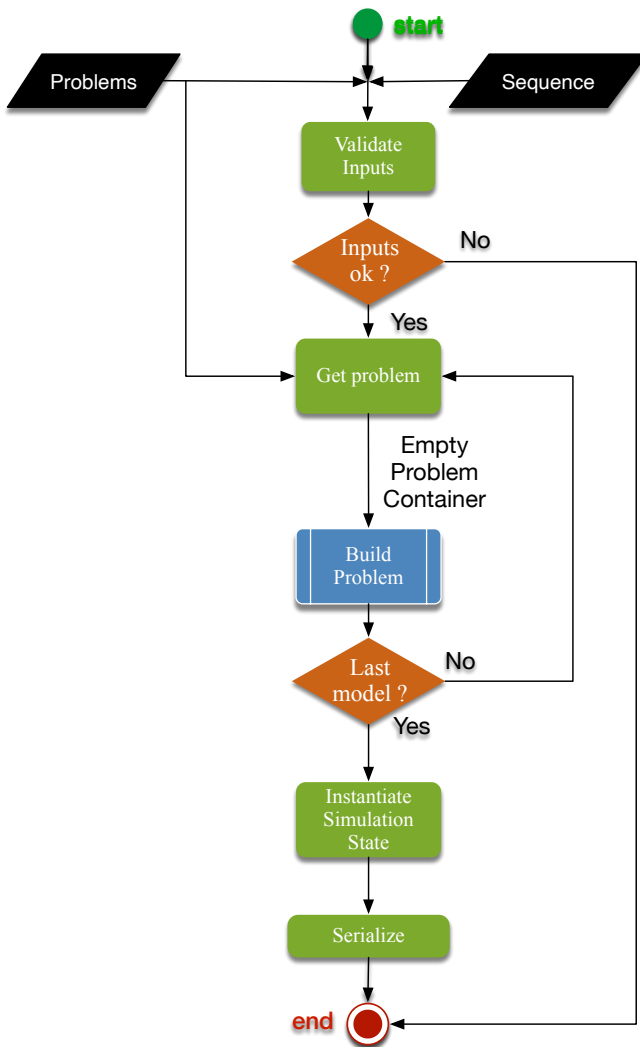 start
Problems
Sequence
Validate
Inputs
Inputs
ok ?
No
Yes
Get problem
Empty
Problem
Container
Build
Problem
Last
model ?
No
Yes
Instantiate
Simulation
State
Serialize
end